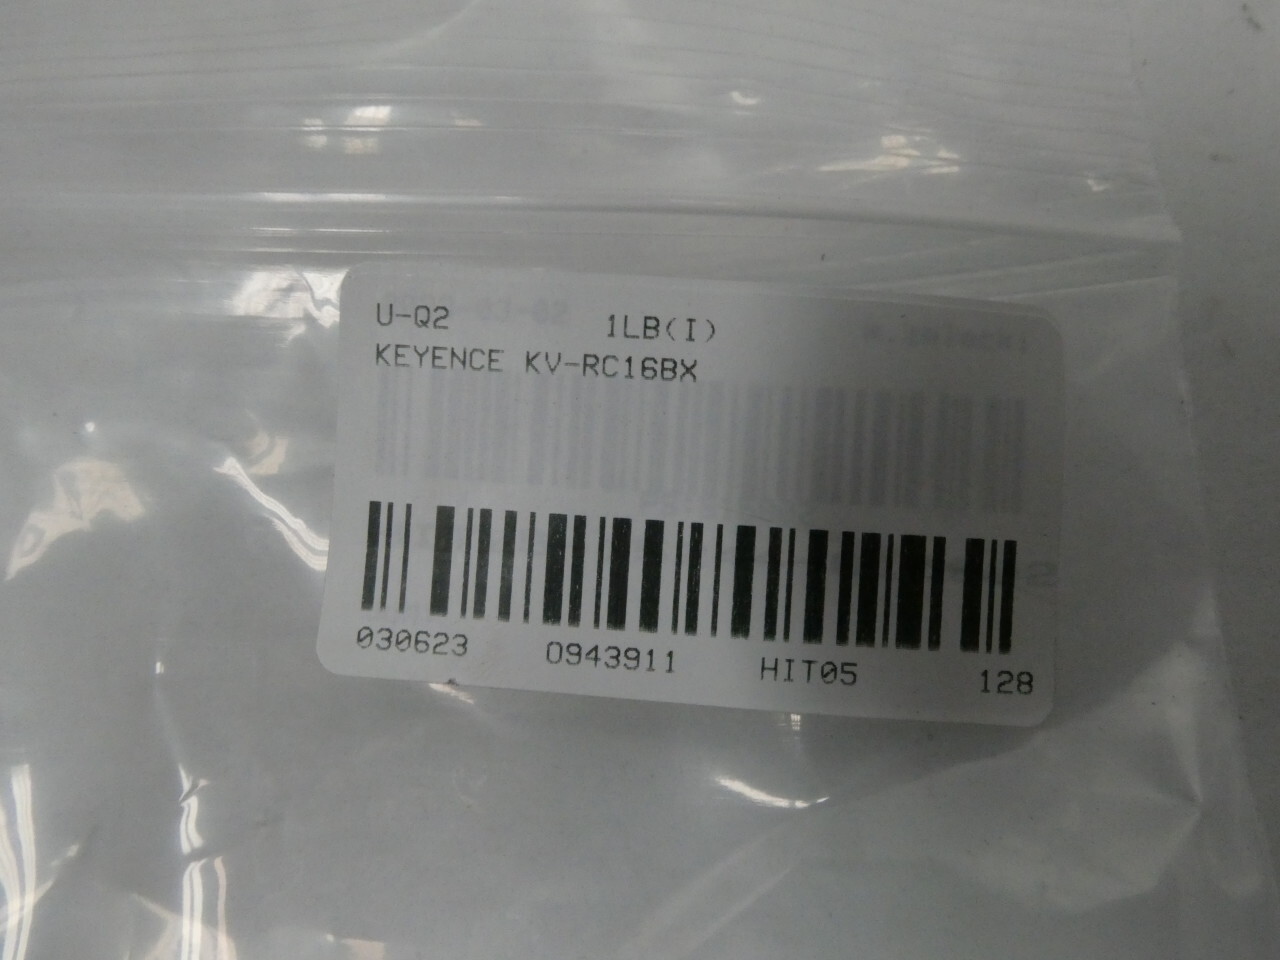 U-Q2 1LB(I)
KEYENCE KV-RC16BX
030623 0943911 HIT05 128